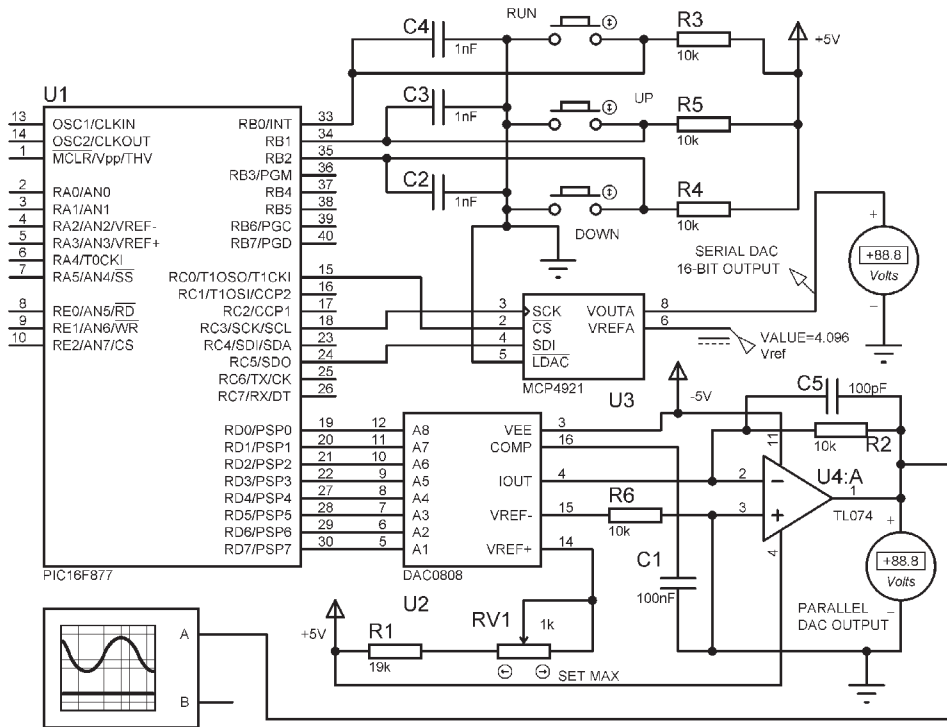 C4
1nF
RUN
R3
10k
+5V
U1
C3
1nF
UP
R5
10k
C2
1nF
DOWN
R4
10k
13 OSC1/CLKIN
14 OSC2/CLKOUT
1 MCLR/Vpp/THV
2 RA0/AN0
3 RA1/AN1
4 RA2/AN2/VREF-
5 RA3/AN3/VREF+
6 RA4/T0CKI
7 RA5/AN4/SS
8 RE0/AN5/RD
9 RE1/AN6/WR
10 RE2/AN7/CS
RB0/INT 33
RB1 34
RB2 35
RB3/PGM 36
RB4 37
RB5 38
RB6/PGC 39
RB7/PGD 40
RC0/T1OSO/T1CKI 15
RC1/T1OSI/CCP2 16
RC2/CCP1 17
RC3/SCK/SCL 18
RC4/SDI/SDA 23
RC5/SDO 24
RC6/TX/CK 25
RC7/RX/DT 26
RD0/PSP0 19
RD1/PSP1 20
RD2/PSP2 21
RD3/PSP3 22
RD4/PSP4 27
RD5/PSP5 28
RD6/PSP6 29
RD7/PSP7 30
PIC16F877
3 SCK
2 CS
4 SDI
5 LDAC
VOUTA 8
VREFA 6
MCP4921
U3
SERIAL DAC
16-BIT OUTPUT
+
+88.8
Volts
−
VALUE=4.096
Vref
12 A8
11 A7
10 A6
9 A5
8 A4
7 A3
6 A2
5 A1
VEE 3
COMP 16
IOUT 4
VREF- 15
VREF+ 14
DAC0808
U2
-5V
C5
100pF
10k
R2
11
2 −
3 +
4
U4:A
1
TL074
R6
10k
C1
100nF
+
+88.8
Volts
−
PARALLEL
DAC OUTPUT
+5V
R1
19k
RV1
1k
SET MAX
A
B